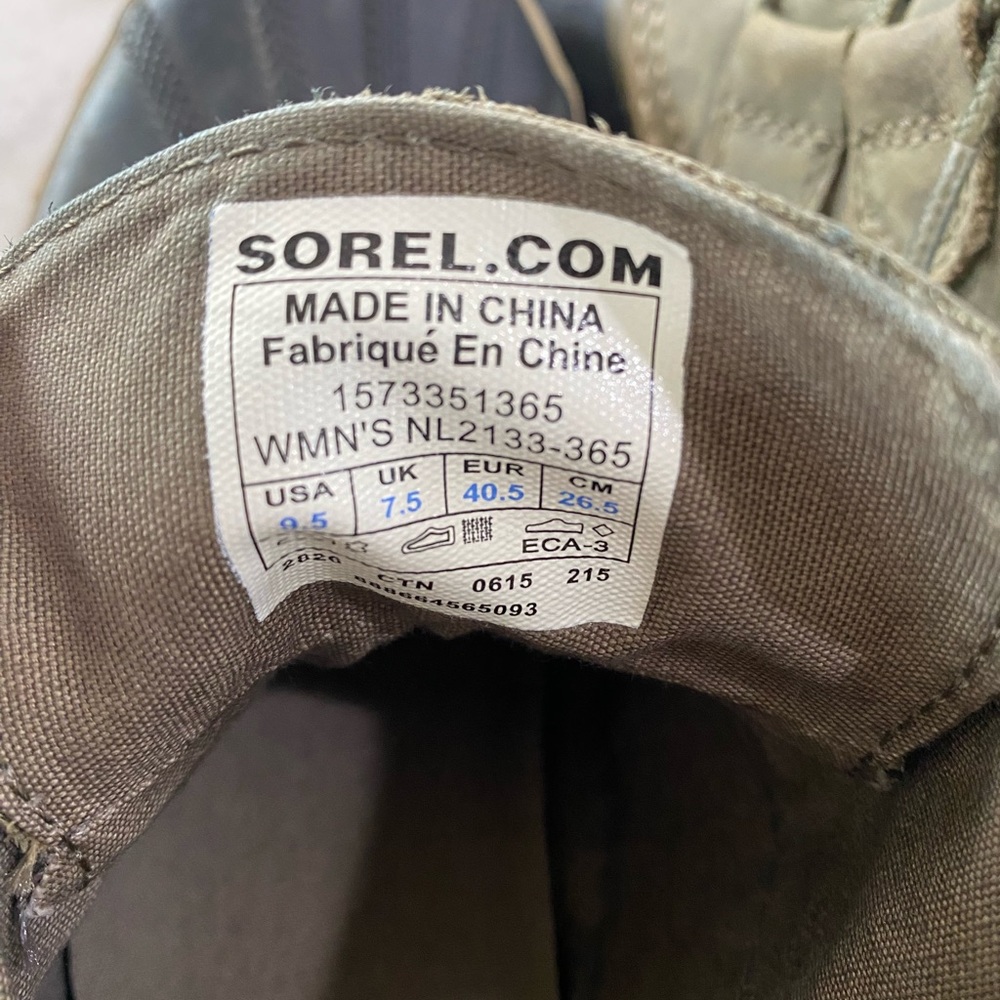 SOREL.COM
MADE IN CHINA
Fabriqué En Chine
1573351365
WMN'S NL2133-365
USA UK EUR CM
9.5 7.5 40.5 26.5
ECA-3
2820 CTN 0615 215
888664565093